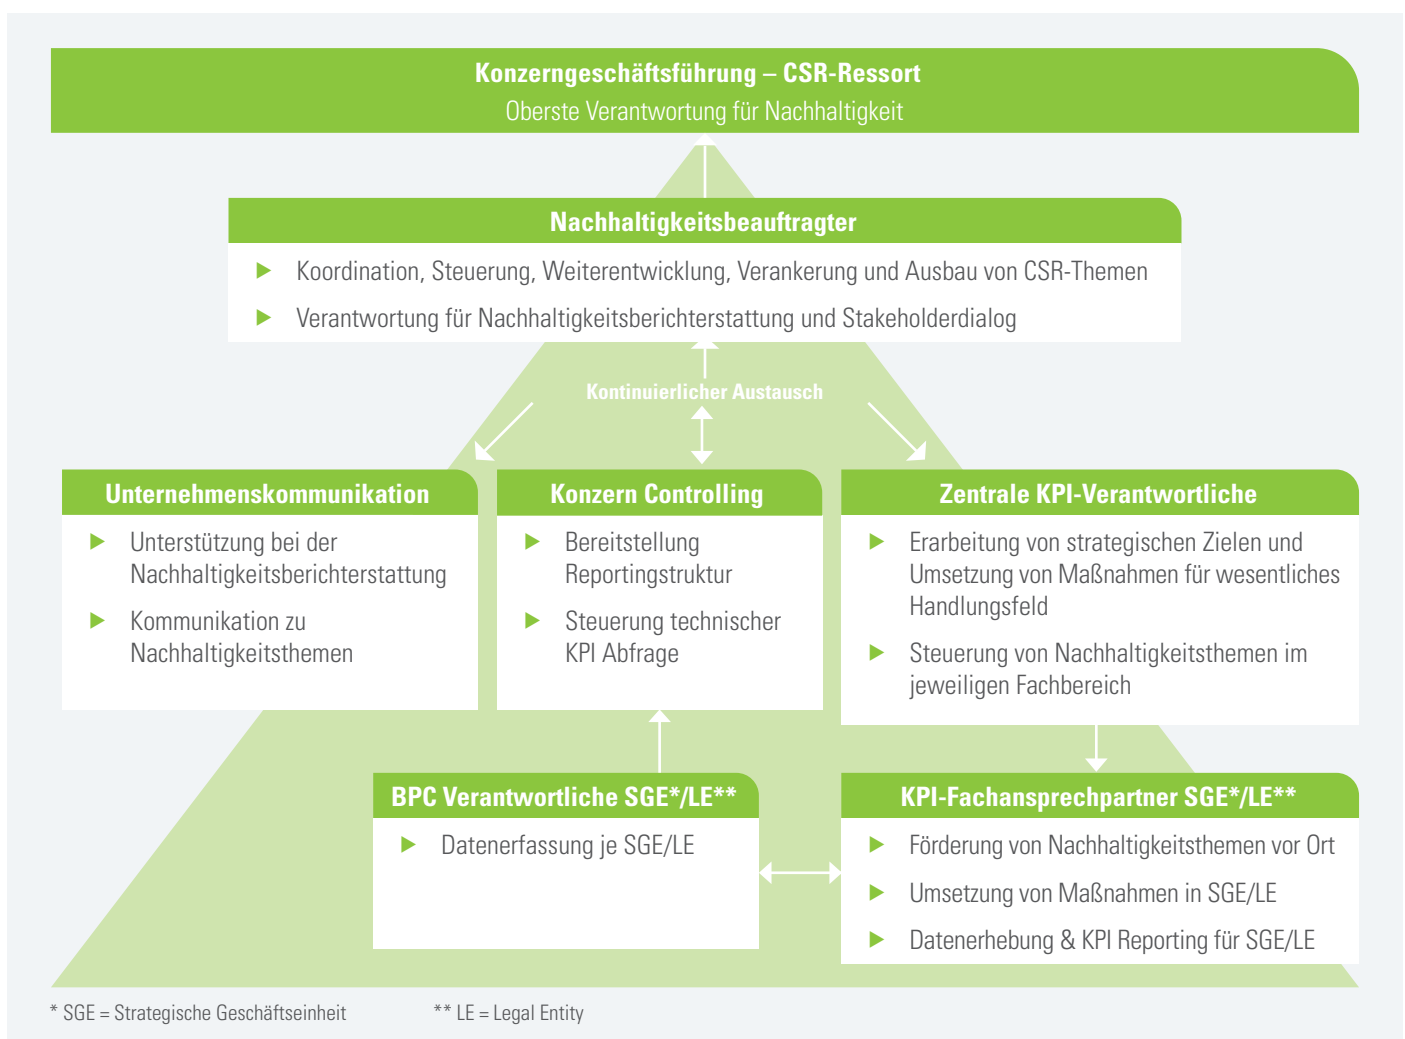 Konzerngeschäftsführung – CSR-Ressort
Oberste Verantwortung für Nachhaltigkeit
Nachhaltigkeitsbeauftragter
Koordination, Steuerung, Weiterentwicklung, Verankerung und Ausbau von CSR-Themen
Verantwortung für Nachhaltigkeitsberichterstattung und Stakeholderdialog
Kontinuierlicher Austausch
Unternehmenskommunikation
Unterstützung bei der
Nachhaltigkeitsberichterstattung
Kommunikation zu
Nachhaltigkeitsthemen
Konzern Controlling
Bereitstellung
Reportingstruktur
Steuerung technischer
KPI Abfrage
Zentrale KPI-Verantwortliche
Erarbeitung von strategischen Zielen und
Umsetzung von Maßnahmen für wesentliches
Handlungsfeld
Steuerung von Nachhaltigkeitsthemen im
jeweiligen Fachbereich
BPC Verantwortliche SGE*/LE**
Datenerfassung je SGE/LE
KPI-Fachansprechpartner SGE*/LE**
Förderung von Nachhaltigkeitsthemen vor Ort
Umsetzung von Maßnahmen in SGE/LE
Datenerhebung & KPI Reporting für SGE/LE
* SGE = Strategische Geschäftseinheit
** LE = Legal Entity